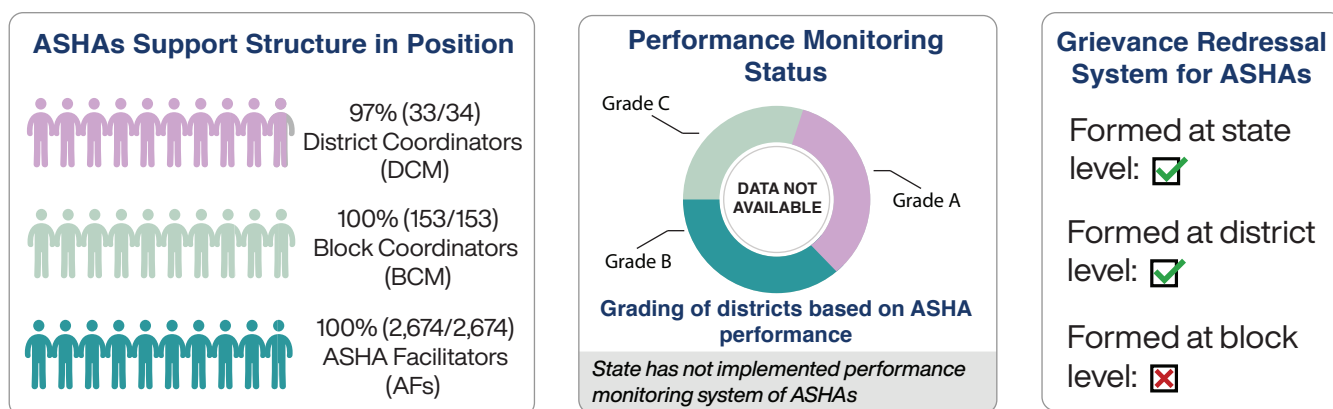 ASHAs Support Structure in Position
97% (33/34)
District Coordinators
(DCM)
100% (153/153)
Block Coordinators
(BCM)
100% (2,674/2,674)
ASHA Facilitators
(AFs)
Performance Monitoring
Status
Grade C
Grade A
Grade B
DATA NOT
AVAILABLE
Grading of districts based on ASHA
performance
State has not implemented performance
monitoring system of ASHAs
Grievance Redressal
System for ASHAs
Formed at state
level:
Formed at district
level:
Formed at block
level: